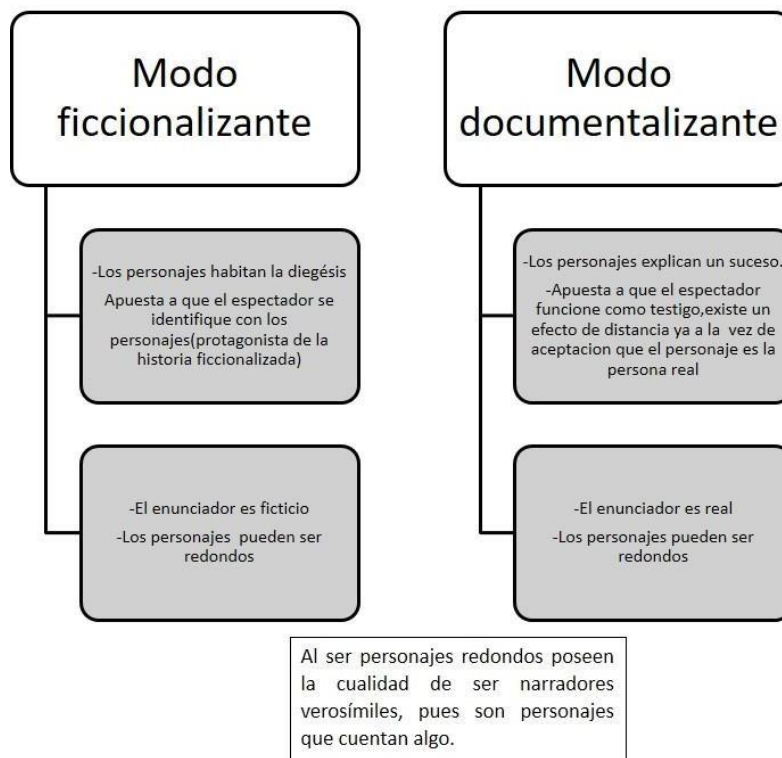 Modo
ficcionalizante
-Los personajes habitan la diegésis
Apuesta a que el espectador se
identifique con los
personajes(protagonista de la
historia ficcionalizada)
-El enunciador es ficticio
-Los personajes pueden ser
redondos
Modo
documentalizante
-Los personajes explican un suceso.
-Apuesta a que el espectador
funcione como testigo,existe un
efecto de distancia ya a la vez de
aceptacion que el personaje es la
persona real
-El enunciador es real
-Los personajes pueden ser
redondos
Al ser personajes redondos poseen
la cualidad de ser narradores
verosímiles, pues son personajes
que cuentan algo.